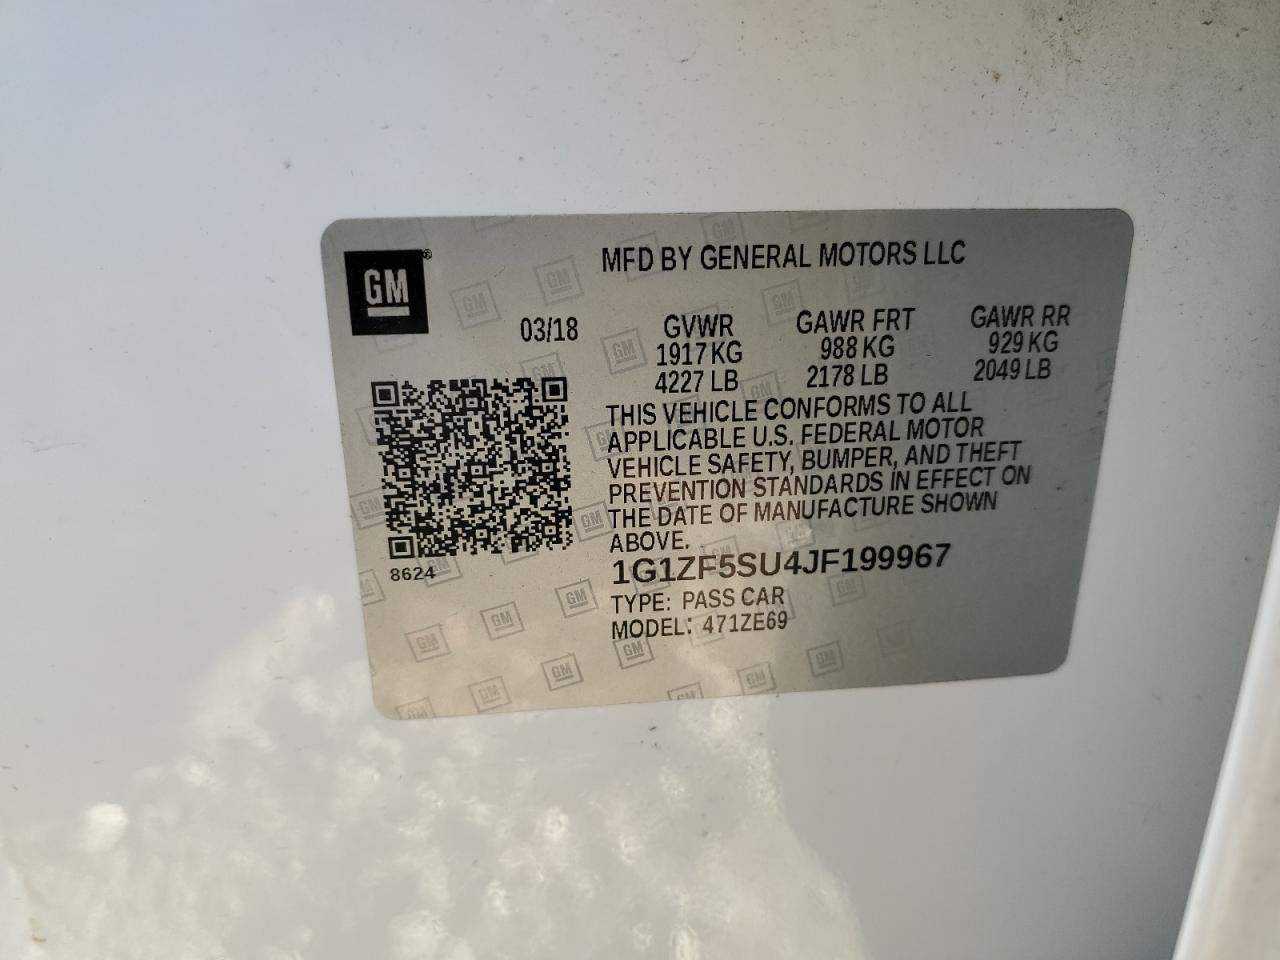 GM®
MFD BY GENERAL MOTORS LLC
03/18
GVWR GAWR FRT GAWR RR
1917 KG 988 KG 929 KG
4227 LB 2178 LB 2049 LB
THIS VEHICLE CONFORMS TO ALL
APPLICABLE U.S. FEDERAL MOTOR
VEHICLE SAFETY, BUMPER, AND THEFT
PREVENTION STANDARDS IN EFFECT ON
THE DATE OF MANUFACTURE SHOWN
ABOVE.
8624
1G1ZF5SU4JF199967
TYPE: PASS CAR
MODEL: 471ZE69